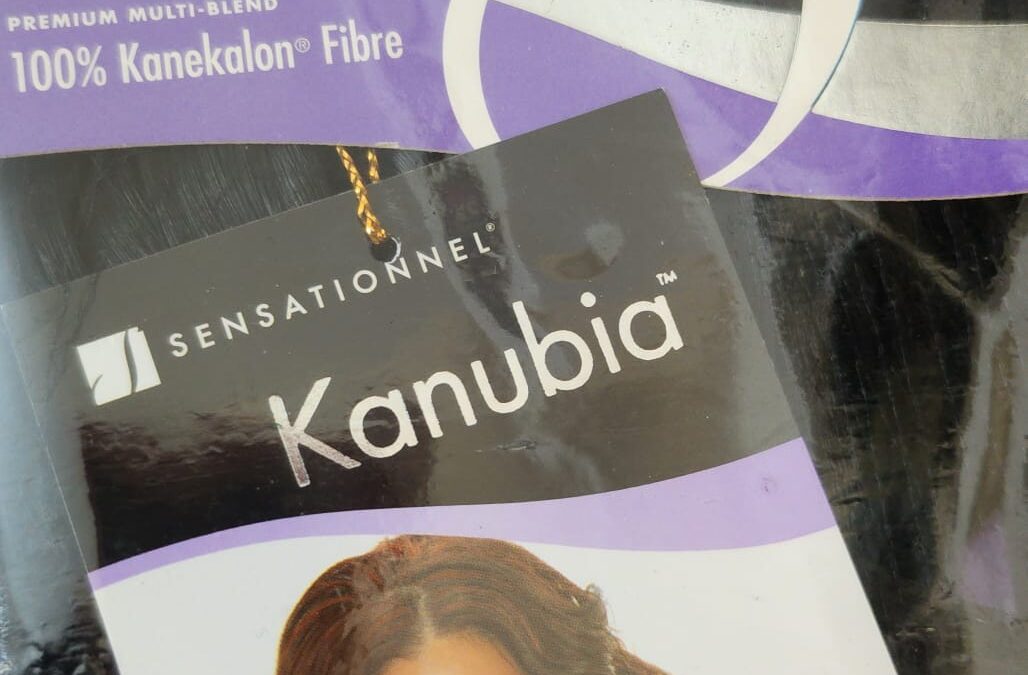 PREMIUM MULTI-BLEND
100% Kanekalon® Fibre
SENSATIONNEL®
Kanubia™